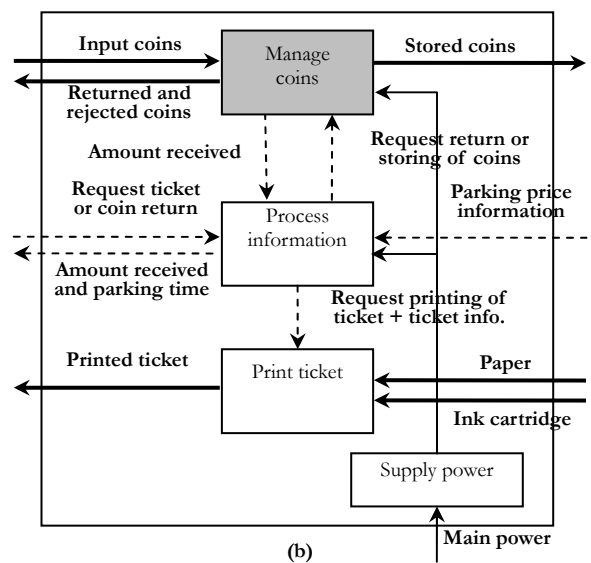 Input coins
Manage
coins
Stored coins
Returned and
rejected coins
Amount received
Request return or
storing of coins
Request ticket
or coin return
Process
information
Parking price
information
Amount received
and parking time
Request printing of
ticket + ticket info.
Printed ticket
Print ticket
Paper
Ink cartridge
Supply power
Main power
(b)